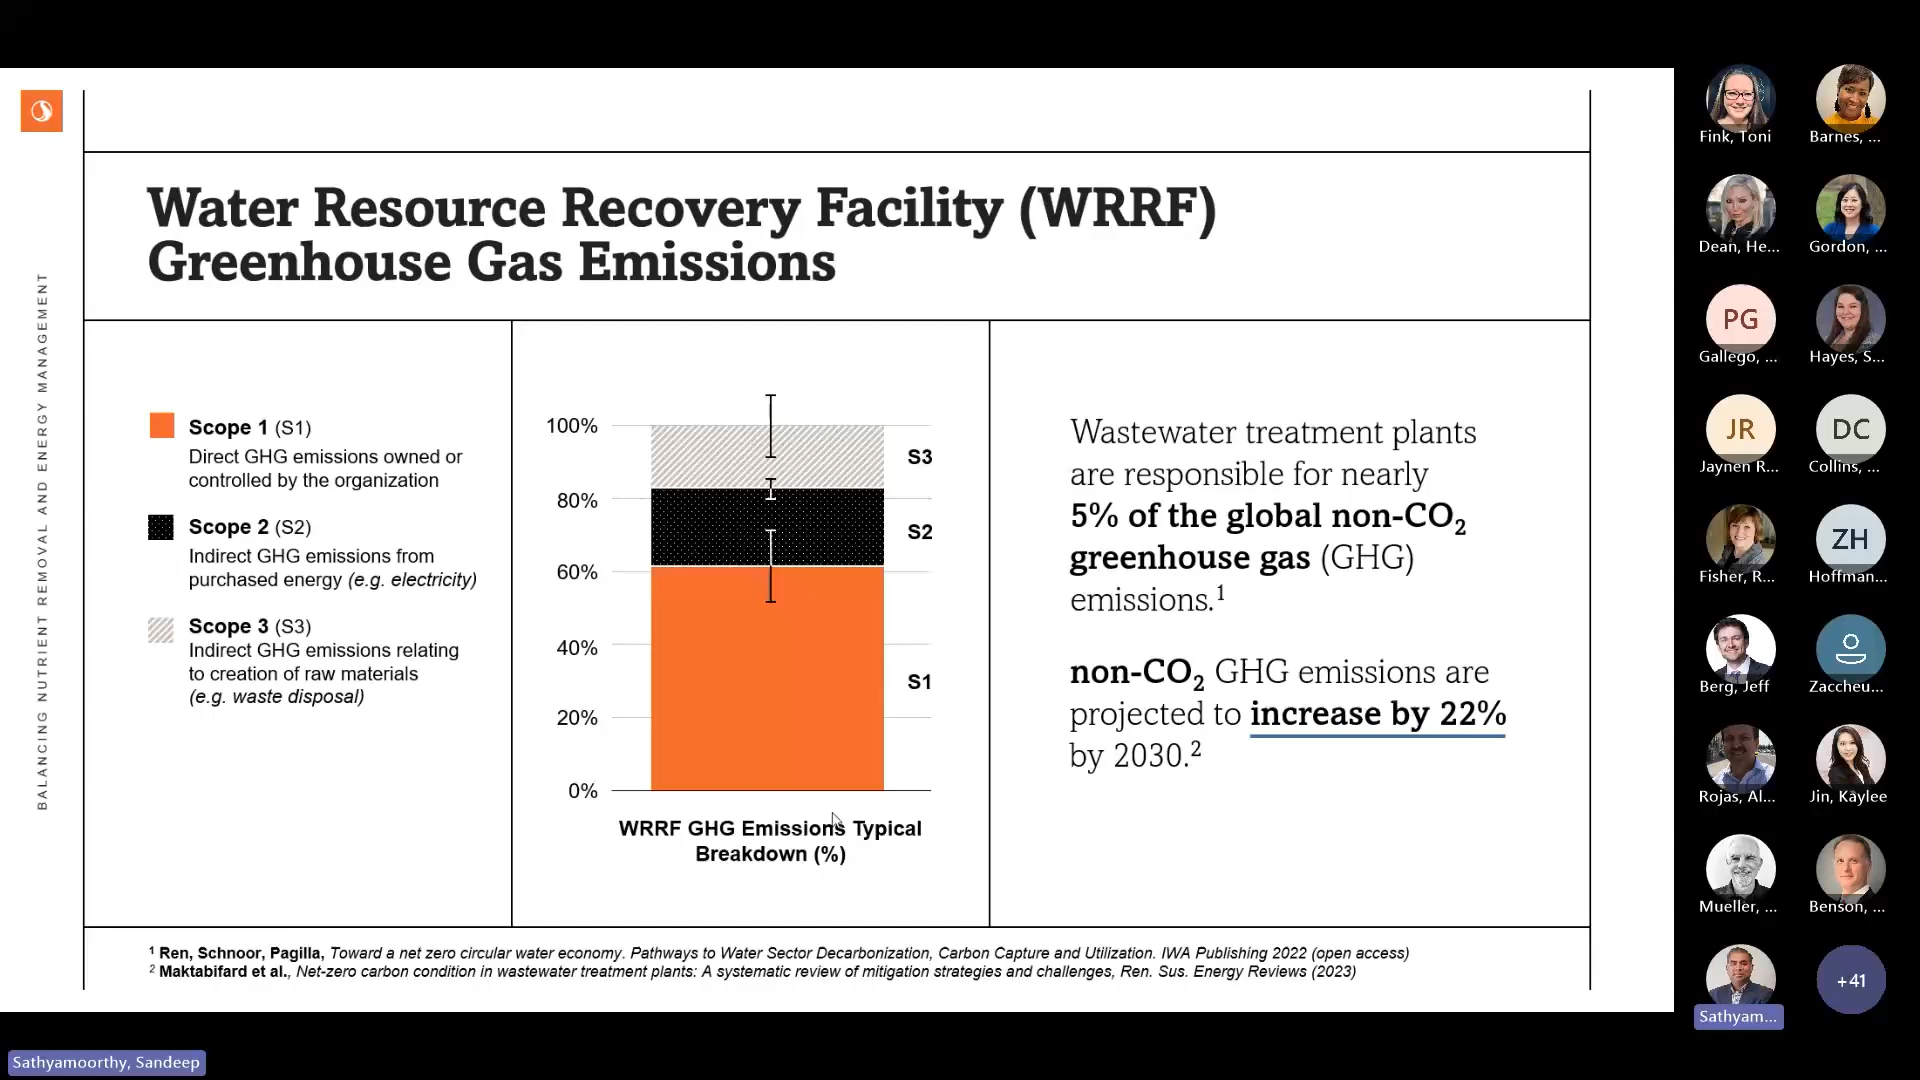 BALANCING NUTRIENT REMOVAL AND ENERGY MANAGEMENT
Water Resource Recovery Facility (WRRF)
Greenhouse Gas Emissions
Scope 1 (S1)
Direct GHG emissions owned or
controlled by the organization
Scope 2 (S2)
Indirect GHG emissions from
purchased energy (e.g. electricity)
Scope 3 (S3)
Indirect GHG emissions relating
to creation of raw materials
(e.g. waste disposal)
100%
80%
60%
40%
20%
0%
S3
S2
S1
WRRF GHG Emissions Typical
Breakdown (%)
Wastewater treatment plants
are responsible for nearly
5% of the global non-CO₂
greenhouse gas (GHG)
emissions.¹
non-CO₂ GHG emissions are
projected to increase by 22%
by 2030.²
¹ Ren, Schnoor, Pagilla, Toward a net zero circular water economy. Pathways to Water Sector Decarbonization, Carbon Capture and Utilization. IWA Publishing 2022 (open access)
² Maktabifard et al., Net-zero carbon condition in wastewater treatment plants: A systematic review of mitigation strategies and challenges, Ren. Sus. Energy Reviews (2023)
Fink, Toni
Barnes, ...
Dean, He...
Gordon, ...
PG
Gallego, ...
Hayes, S...
JR
Jaynen R...
DC
Collins, ...
Fisher, R...
ZH
Hoffman...
Berg, Jeff
Zaccheu...
Rojas, Al...
Jin, Kaylee
Mueller, ...
Benson, ...
Sathyam...
+41
Sathyamoorthy, Sandeep